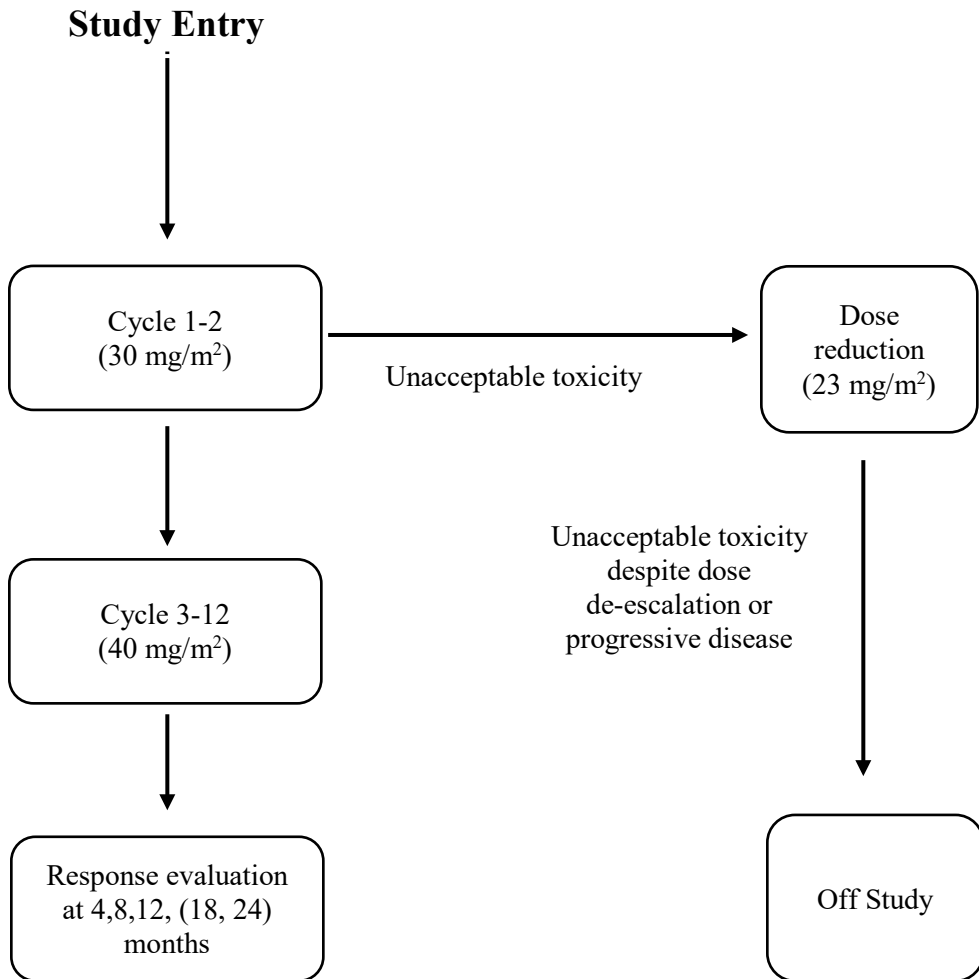 Study Entry
Cycle 1-2
(30 mg/m²)
Unacceptable toxicity
Dose
reduction
(23 mg/m²)
Unacceptable toxicity
despite dose
de-escalation or
progressive disease
Cycle 3-12
(40 mg/m²)
Response evaluation
at 4,8,12, (18, 24)
months
Off Study